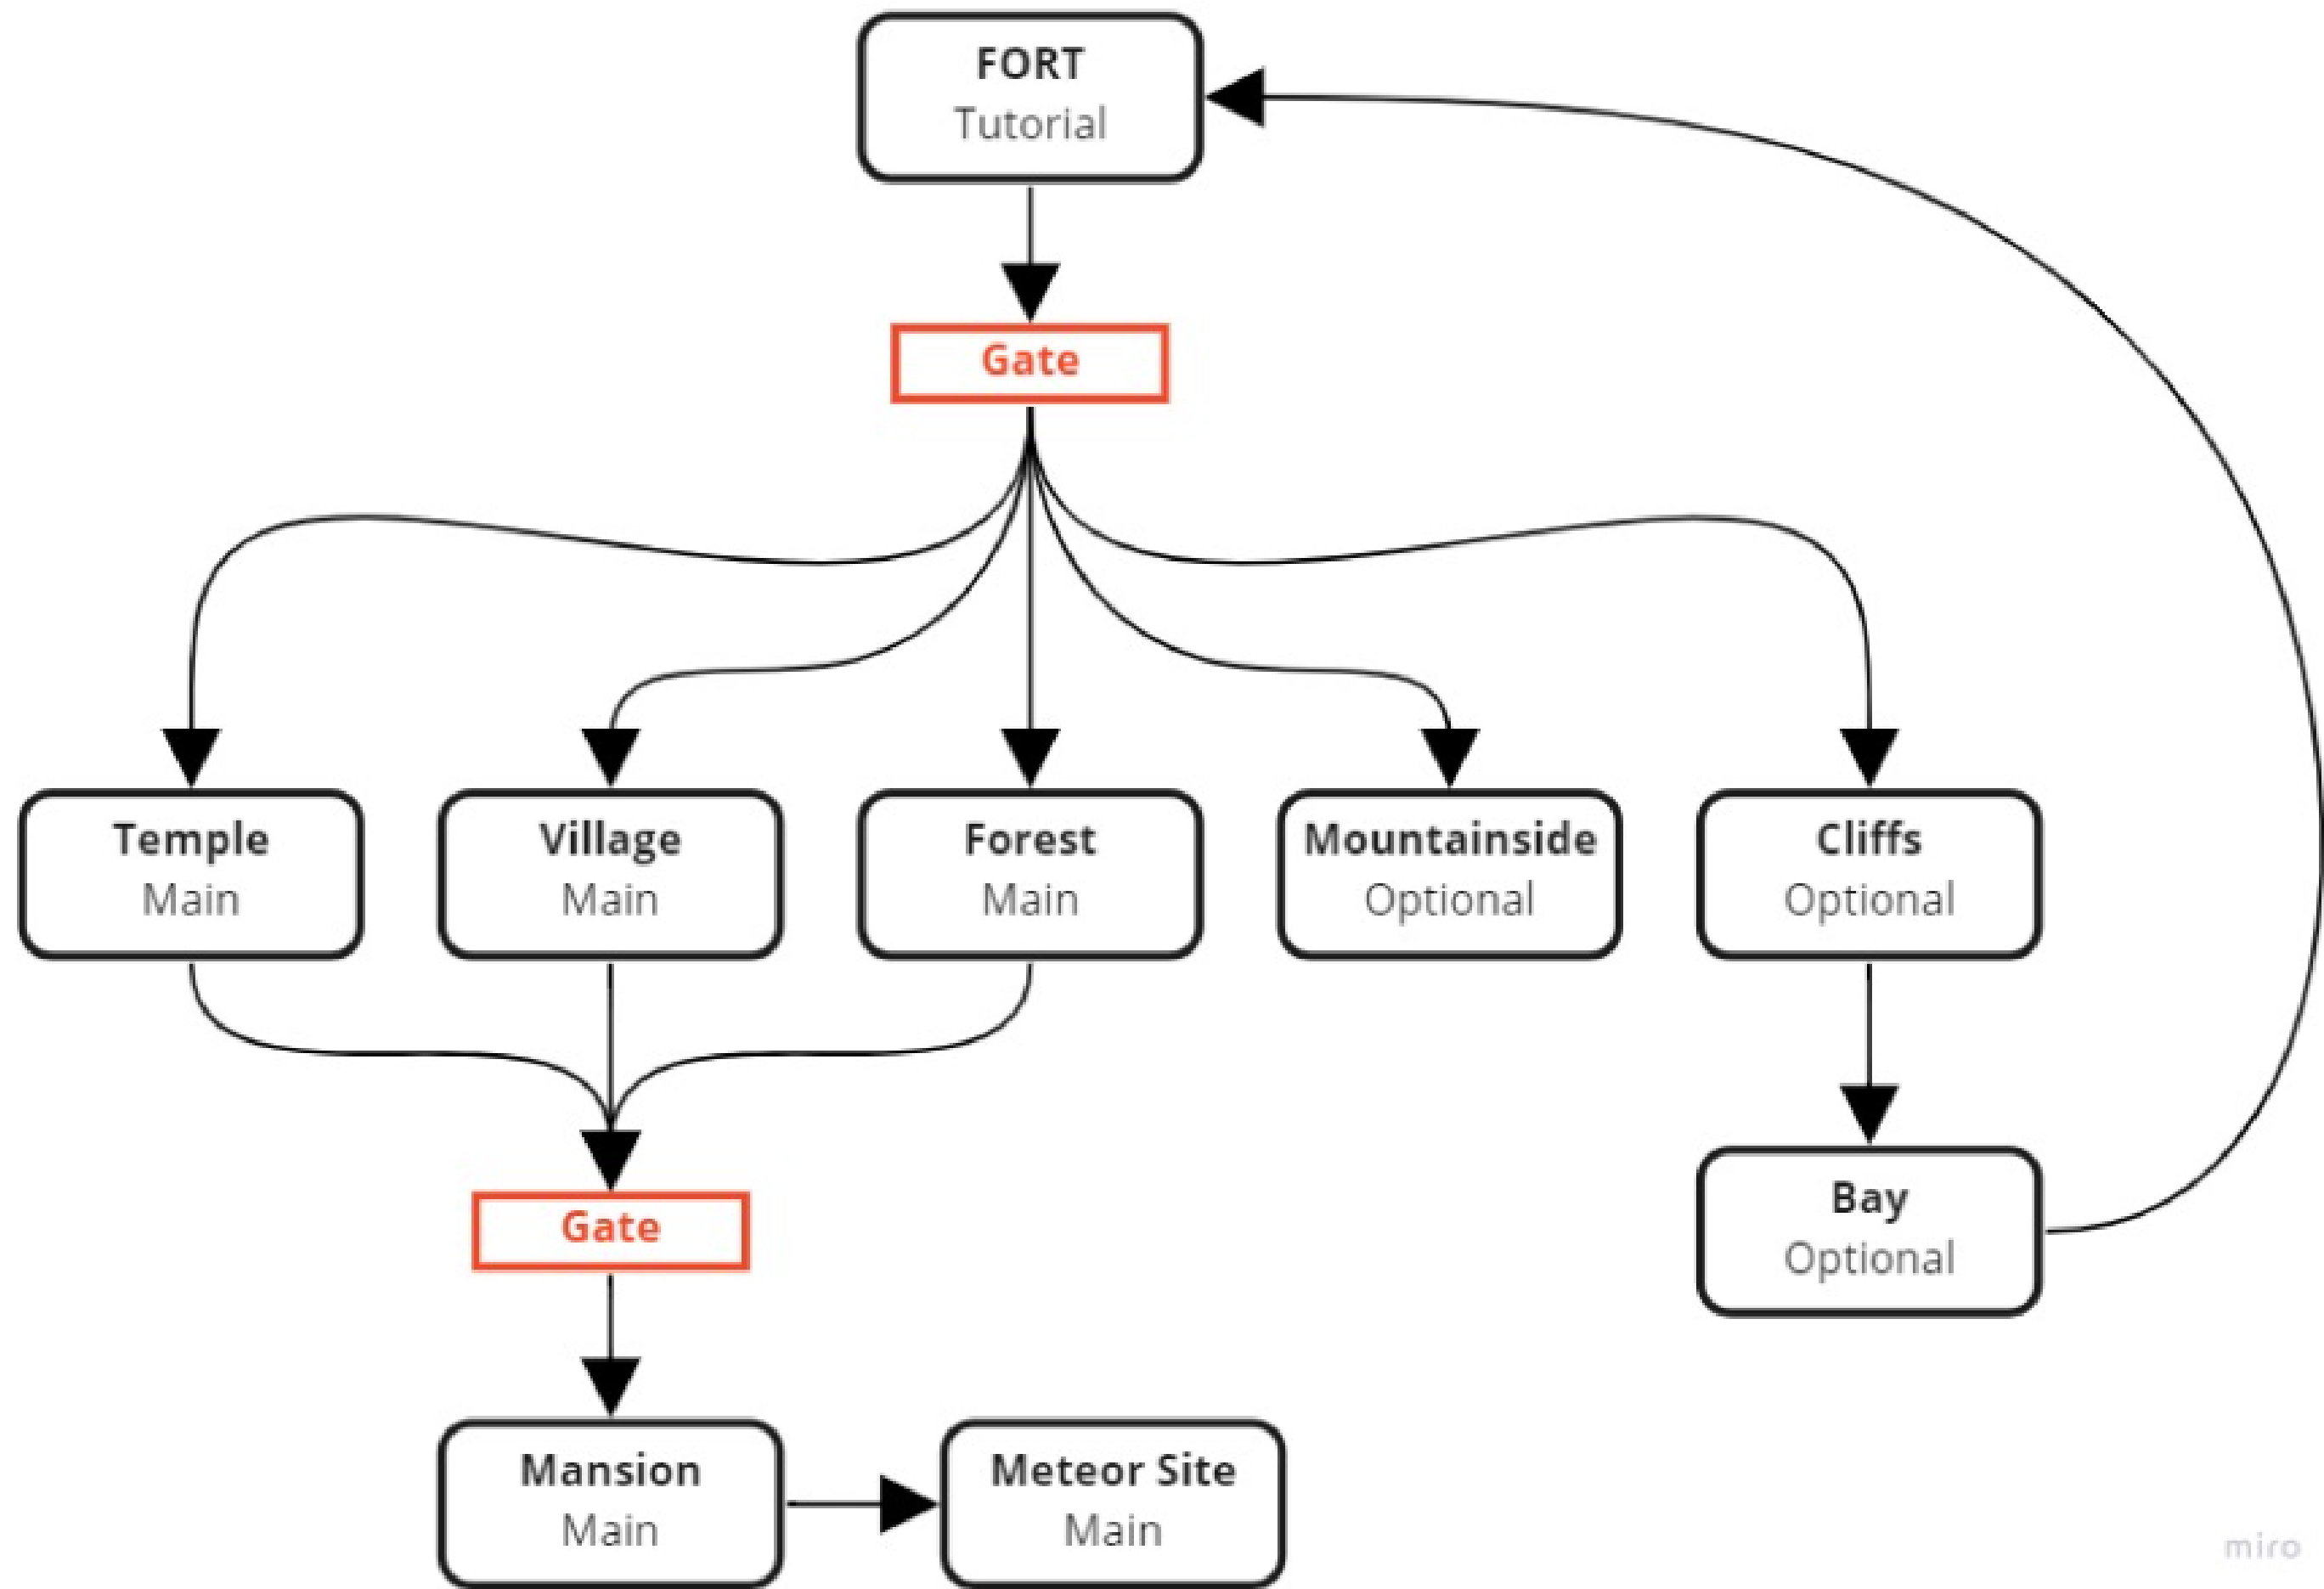 FORT
Tutorial
Gate
Temple
Main
Village
Main
Forest
Main
Mountainside
Optional
Cliffs
Optional
Gate
Bay
Optional
Mansion
Main
Meteor Site
Main
miro